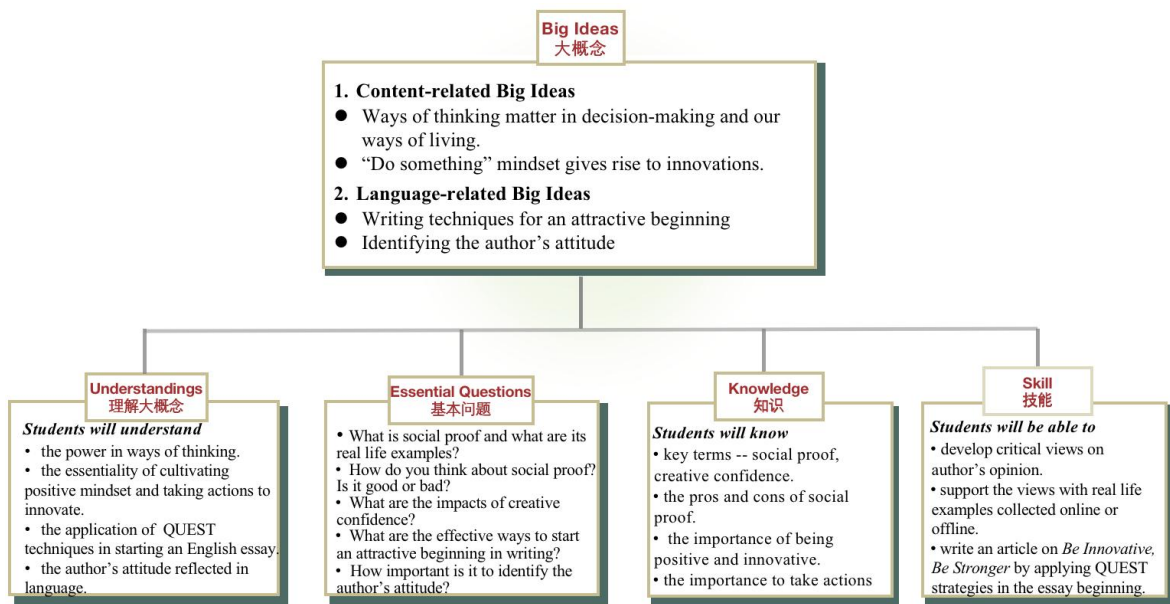 Big Ideas
大概念
1. Content-related Big Ideas
● Ways of thinking matter in decision-making and our
ways of living.
● “Do something” mindset gives rise to innovations.
2. Language-related Big Ideas
● Writing techniques for an attractive beginning
● Identifying the author’s attitude
Understandings
理解大概念
Students will understand
• the power in ways of thinking.
• the essentiality of cultivating
positive mindset and taking actions to
innovate.
• the application of QUEST
techniques in starting an English essay.
• the author’s attitude reflected in
language.
Essential Questions
基本问题
• What is social proof and what are its
real life examples?
• How do you think about social proof?
Is it good or bad?
• What are the impacts of creative
confidence?
• What are the effective ways to start
an attractive beginning in writing?
• How important is it to identify the
author’s attitude?
Knowledge
知识
Students will know
• key terms -- social proof,
creative confidence.
• the pros and cons of social
proof.
• the importance of being
positive and innovative.
• the importance to take actions
Skill
技能
Students will be able to
• develop critical views on
author’s opinion.
• support the views with real life
examples collected online or
offline.
• write an article on Be Innovative,
Be Stronger by applying QUEST
strategies in the essay beginning.